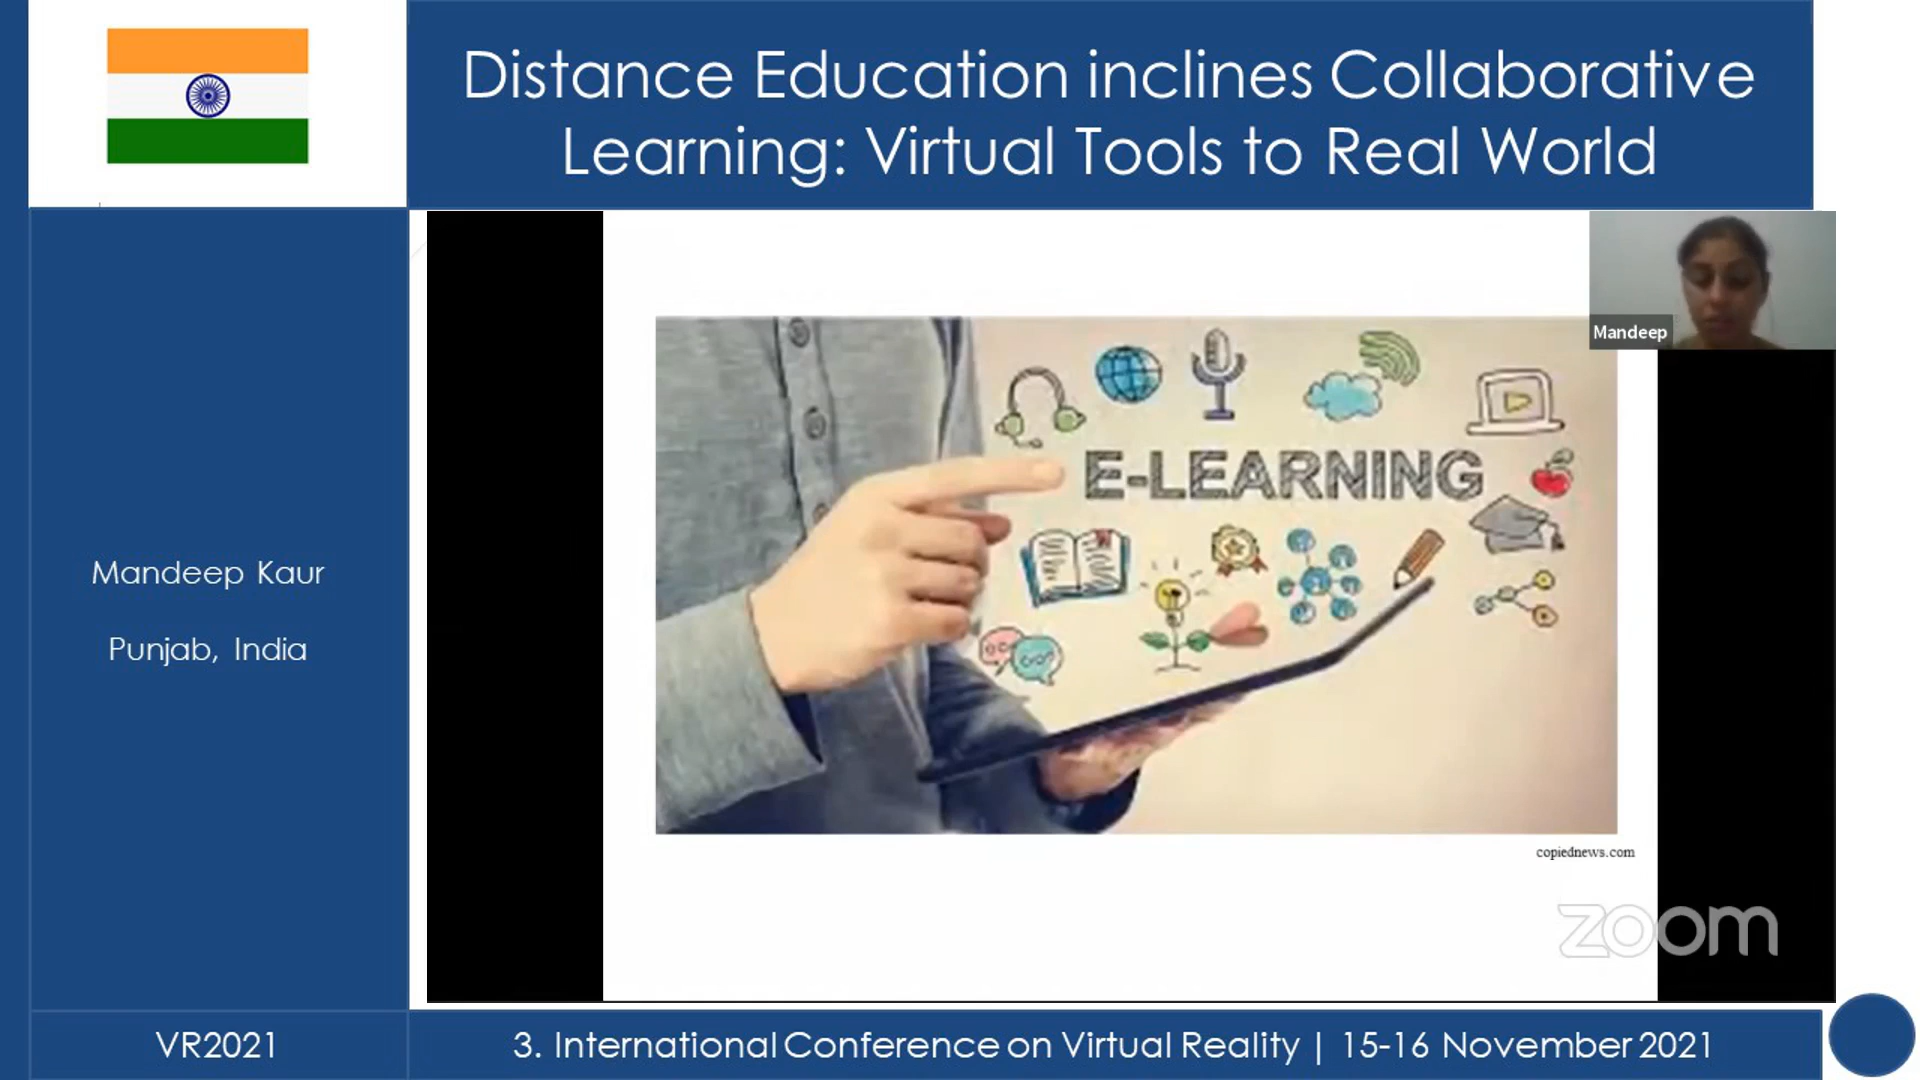 Distance Education inclines Collaborative
Learning: Virtual Tools to Real World
Mandeep
E-LEARNING
Mandeep Kaur
Punjab, India
copiednews.com
zoom
VR2021
3. International Conference on Virtual Reality | 15-16 November 2021